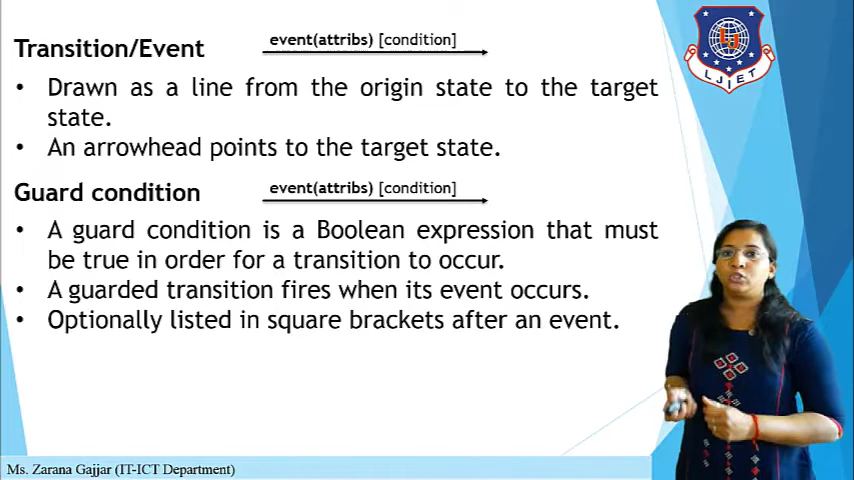 Transition/Event
event(attribs) [condition]
• Drawn as a line from the origin state to the target
state.
• An arrowhead points to the target state.
Guard condition
event(attribs) [condition]
• A guard condition is a Boolean expression that must
be true in order for a transition to occur.
• A guarded transition fires when its event occurs.
• Optionally listed in square brackets after an event.
LJ
LJIET
Ms. Zarana Gajjar (IT-ICT Department)